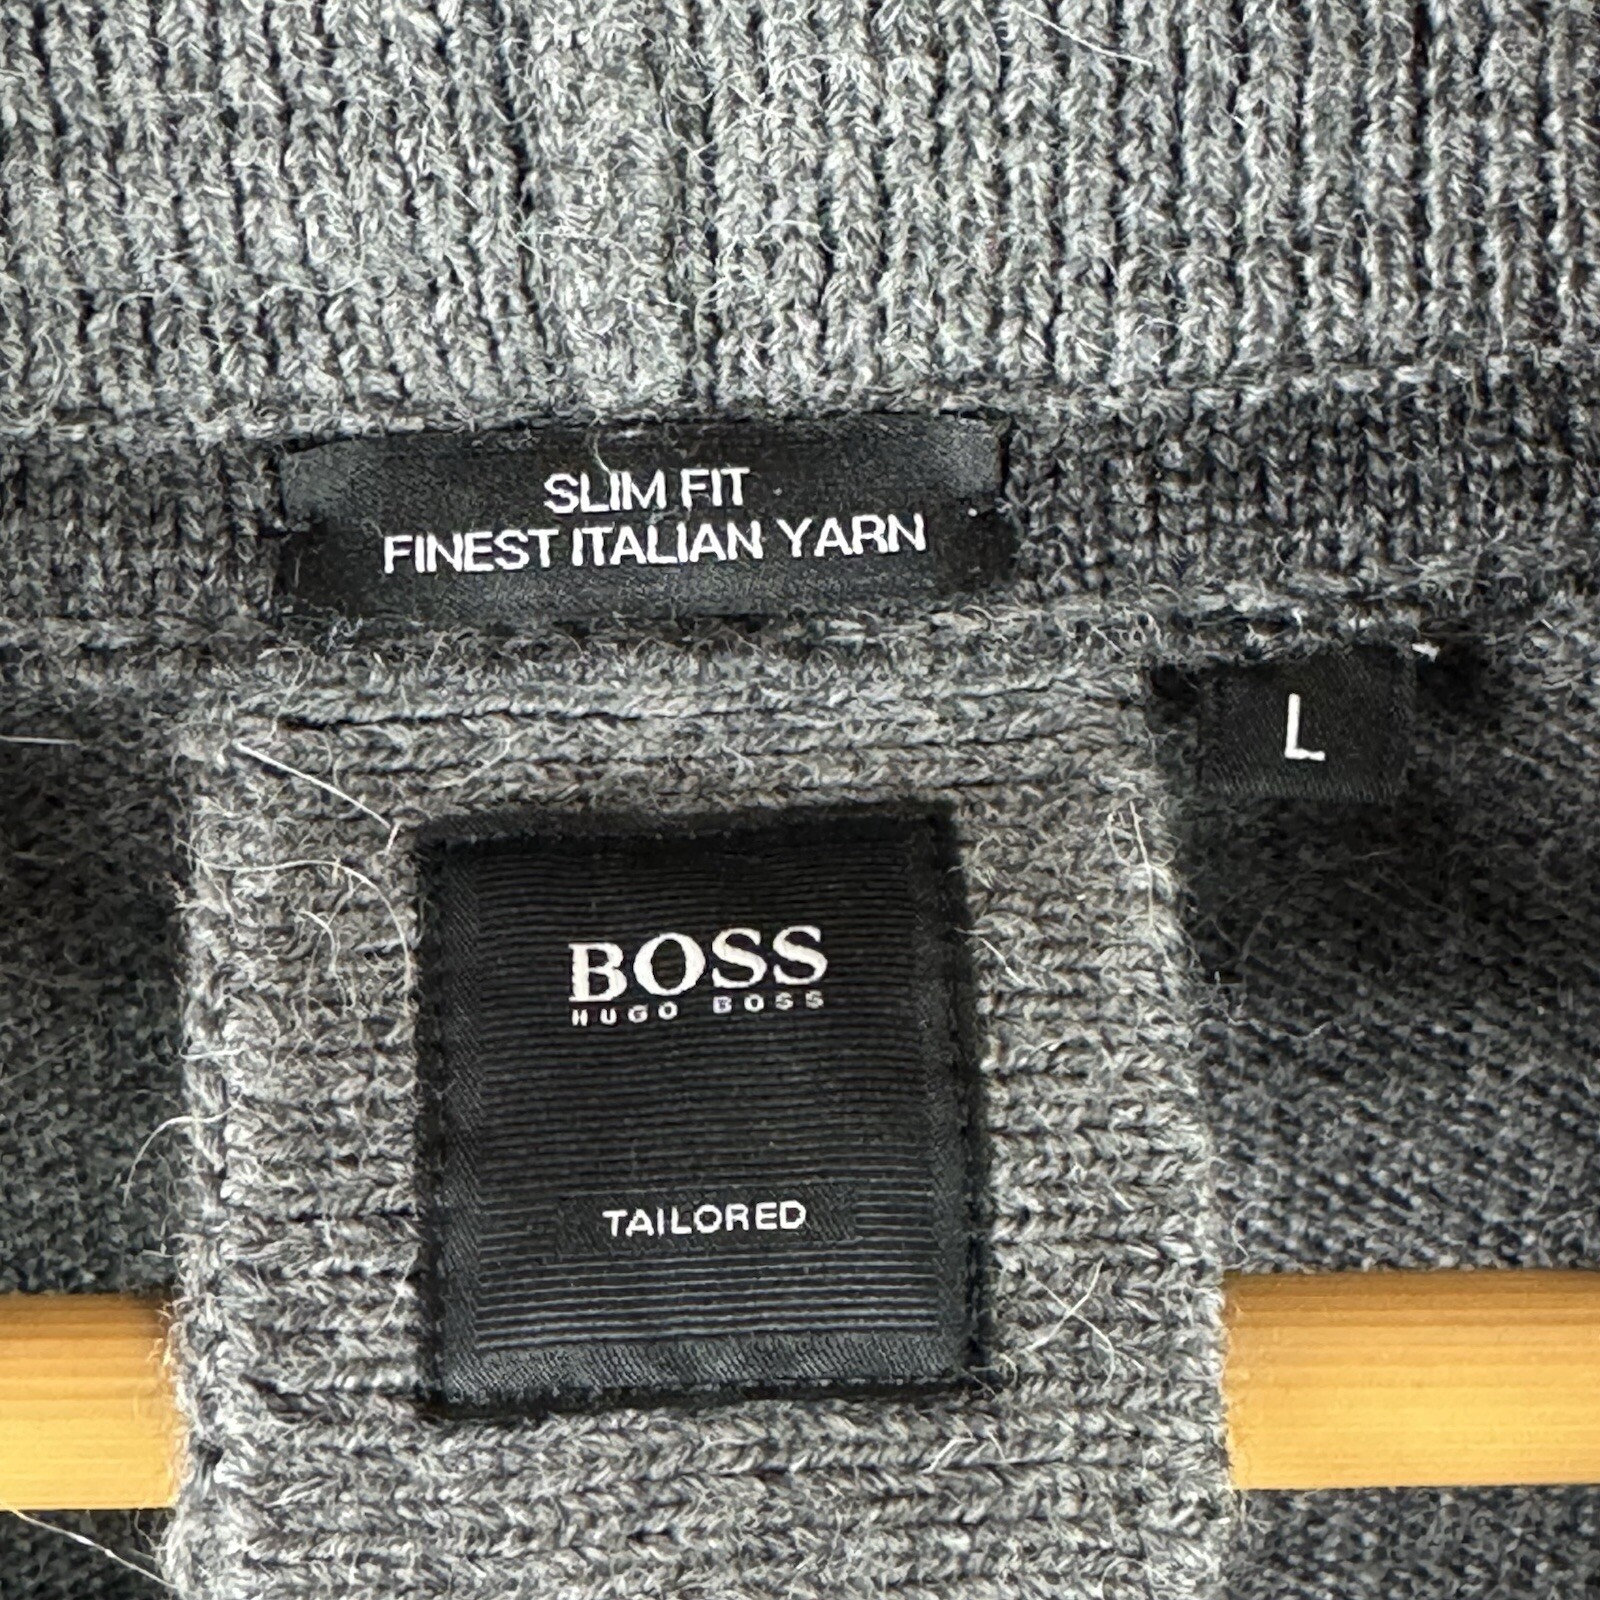 SLIM FIT
FINEST ITALIAN YARN
L
BOSS
HUGO BOSS
TAILORED